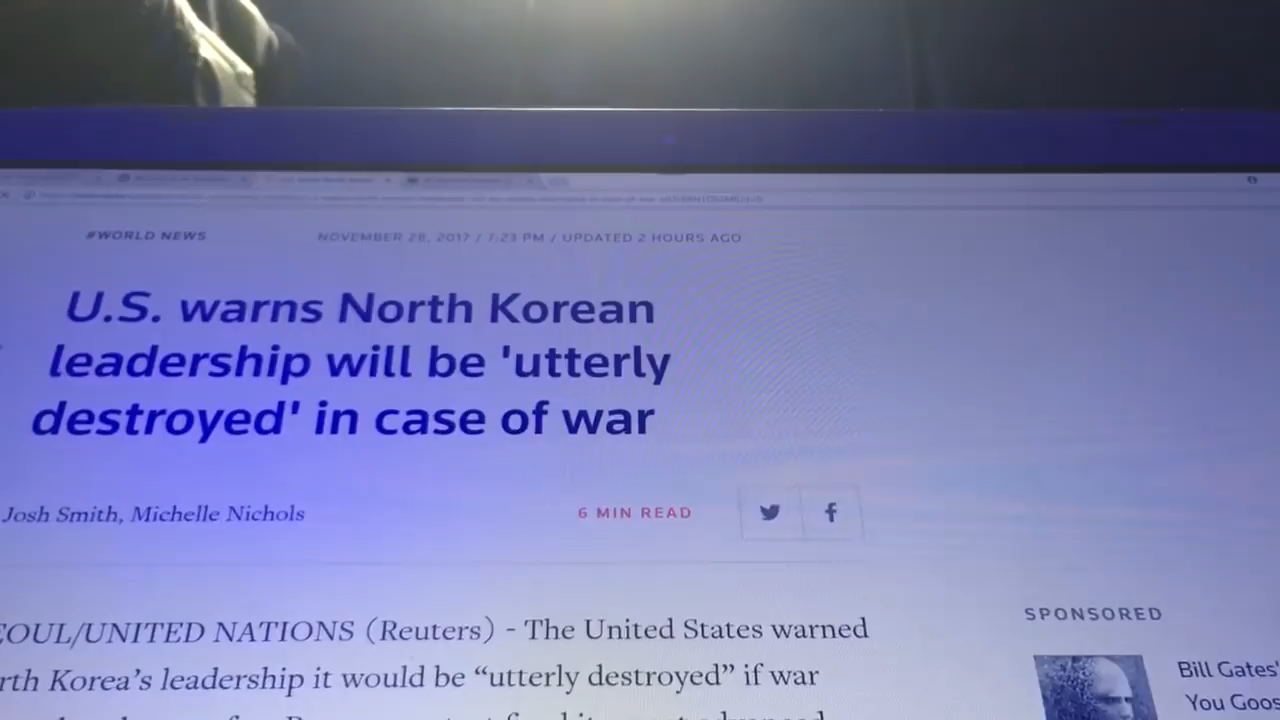 #WORLD NEWS
NOVEMBER 28, 2017 / 7:23 PM / UPDATED 2 HOURS AGO
U.S. warns North Korean
leadership will be 'utterly
destroyed' in case of war
Josh Smith, Michelle Nichols
6 MIN READ
EOUL/UNITED NATIONS (Reuters) - The United States warned
rth Korea’s leadership it would be “utterly destroyed” if war
SPONSORED
Bill Gates'
You Goos